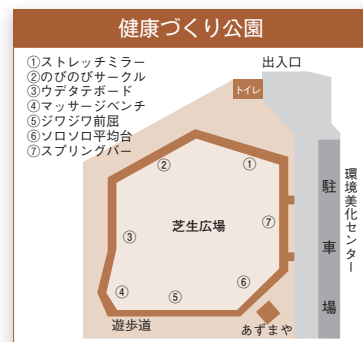 健康づくり公園
①ストレッチミラー
②のびのびサークル
③ウデタテボード
④マッサージベンチ
⑤ジワジワ前屈
⑥ソロソロ平均台
⑦スプリングバー
出入口
トイレ
②
①
芝生広場
⑦
③
④
⑤
⑥
遊歩道
あずまや
駐車場
環境美化センター